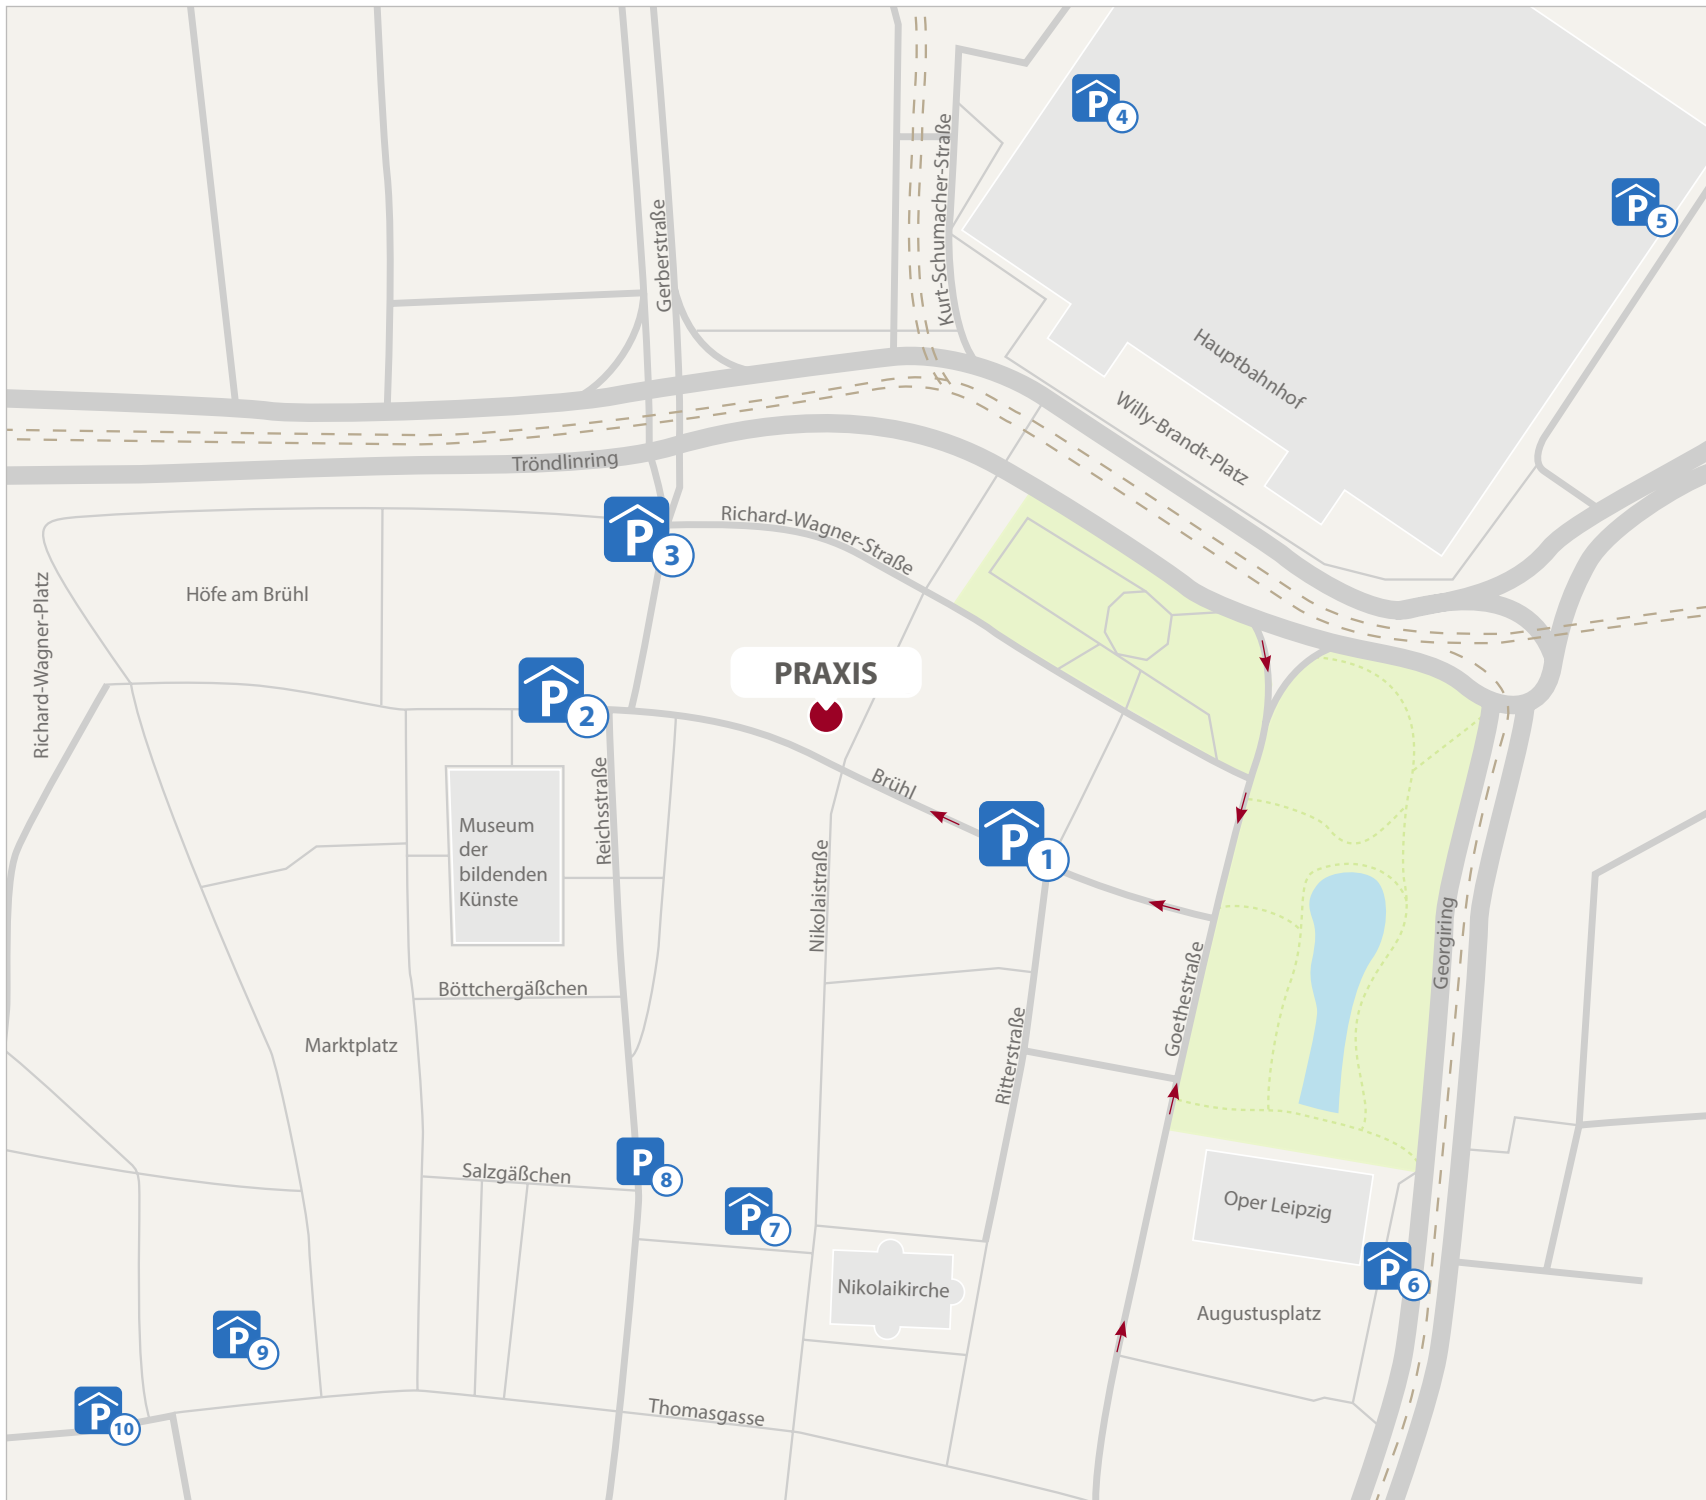 P
4
P
5
Kurt-Schumacher-Straße
Gerberstraße
Hauptbahnhof
Willy-Brandt-Platz
Tröndlinring
P
3
Richard-Wagner-Straße
Höfe am Brühl
Richard-Wagner-Platz
PRAXIS
P
2
Brühl
Reichsstraße
P
1
Museum
der
bildenden
Künste
Nikolaistraße
Georgiring
Goethestraße
Böttchergäßchen
Marktplatz
Ritterstraße
P
8
Salzgäßchen
P
7
Oper Leipzig
P
6
Nikolaikirche
Augustusplatz
P
9
P
10
Thomasgasse